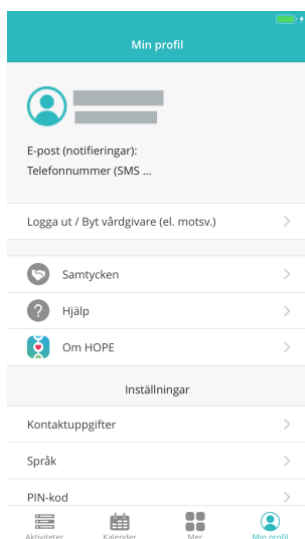 Min profil
E-post (notifieringar):
Telefonnummer (SMS ...
Logga ut / Byt vårdgivare (el. motsv.)
Samtycken
Hjälp
Om HOPE
Inställningar
Kontaktuppgifter
Språk
PIN-kod
Aktiviteter Kalender Mer Min profil